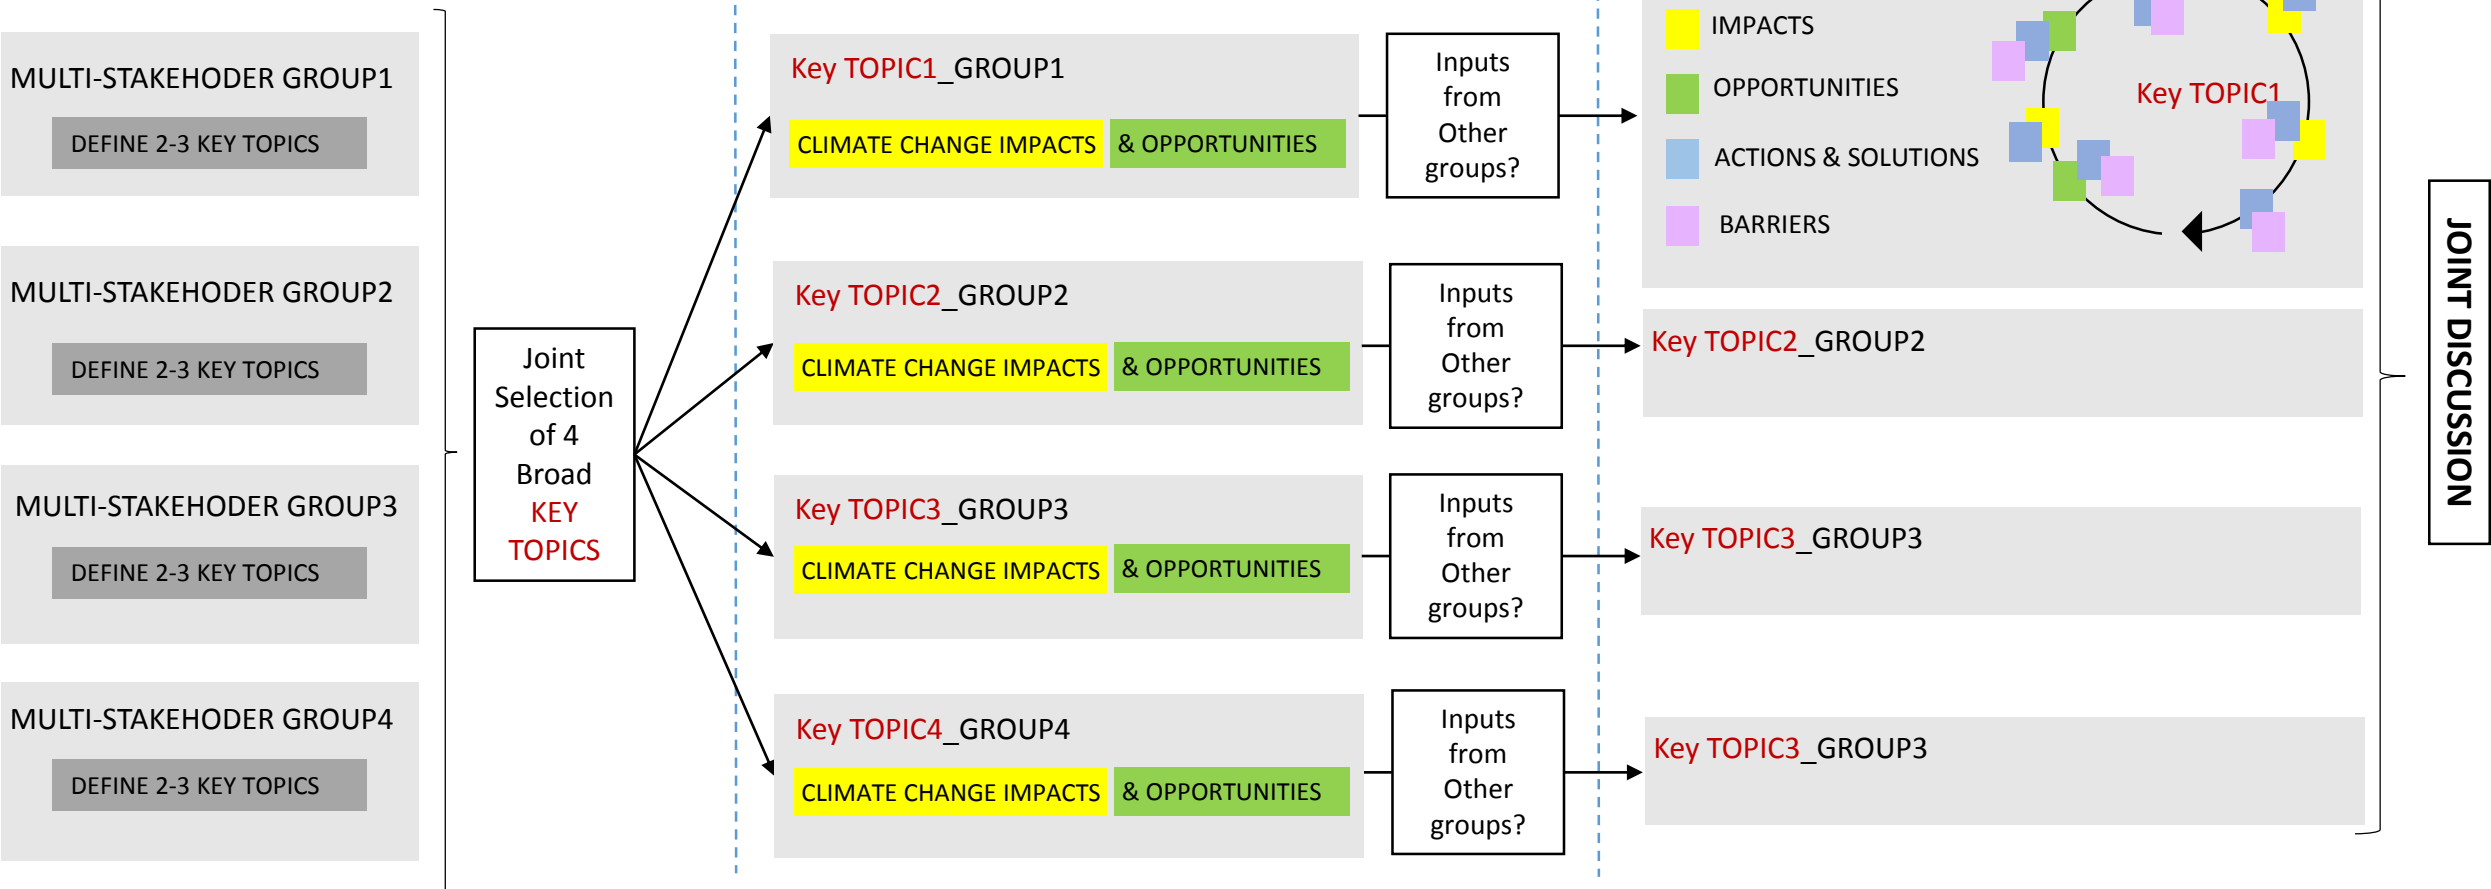 MULTI-STAKEHODER GROUP1
DEFINE 2-3 KEY TOPICS
MULTI-STAKEHODER GROUP2
DEFINE 2-3 KEY TOPICS
MULTI-STAKEHODER GROUP3
DEFINE 2-3 KEY TOPICS
MULTI-STAKEHODER GROUP4
DEFINE 2-3 KEY TOPICS
Joint
Selection
of 4
Broad
KEY
TOPICS
Key TOPIC1_GROUP1
CLIMATE CHANGE IMPACTS & OPPORTUNITIES
Key TOPIC2_GROUP2
CLIMATE CHANGE IMPACTS & OPPORTUNITIES
Key TOPIC3_GROUP3
CLIMATE CHANGE IMPACTS & OPPORTUNITIES
Key TOPIC4_GROUP4
CLIMATE CHANGE IMPACTS & OPPORTUNITIES
Inputs
from
Other
groups?
Inputs
from
Other
groups?
Inputs
from
Other
groups?
Inputs
from
Other
groups?
IMPACTS
OPPORTUNITIES
ACTIONS & SOLUTIONS
BARRIERS
Key TOPIC1
Key TOPIC2_GROUP2
Key TOPIC3_GROUP3
Key TOPIC3_GROUP3
JOINT DISCUSSION